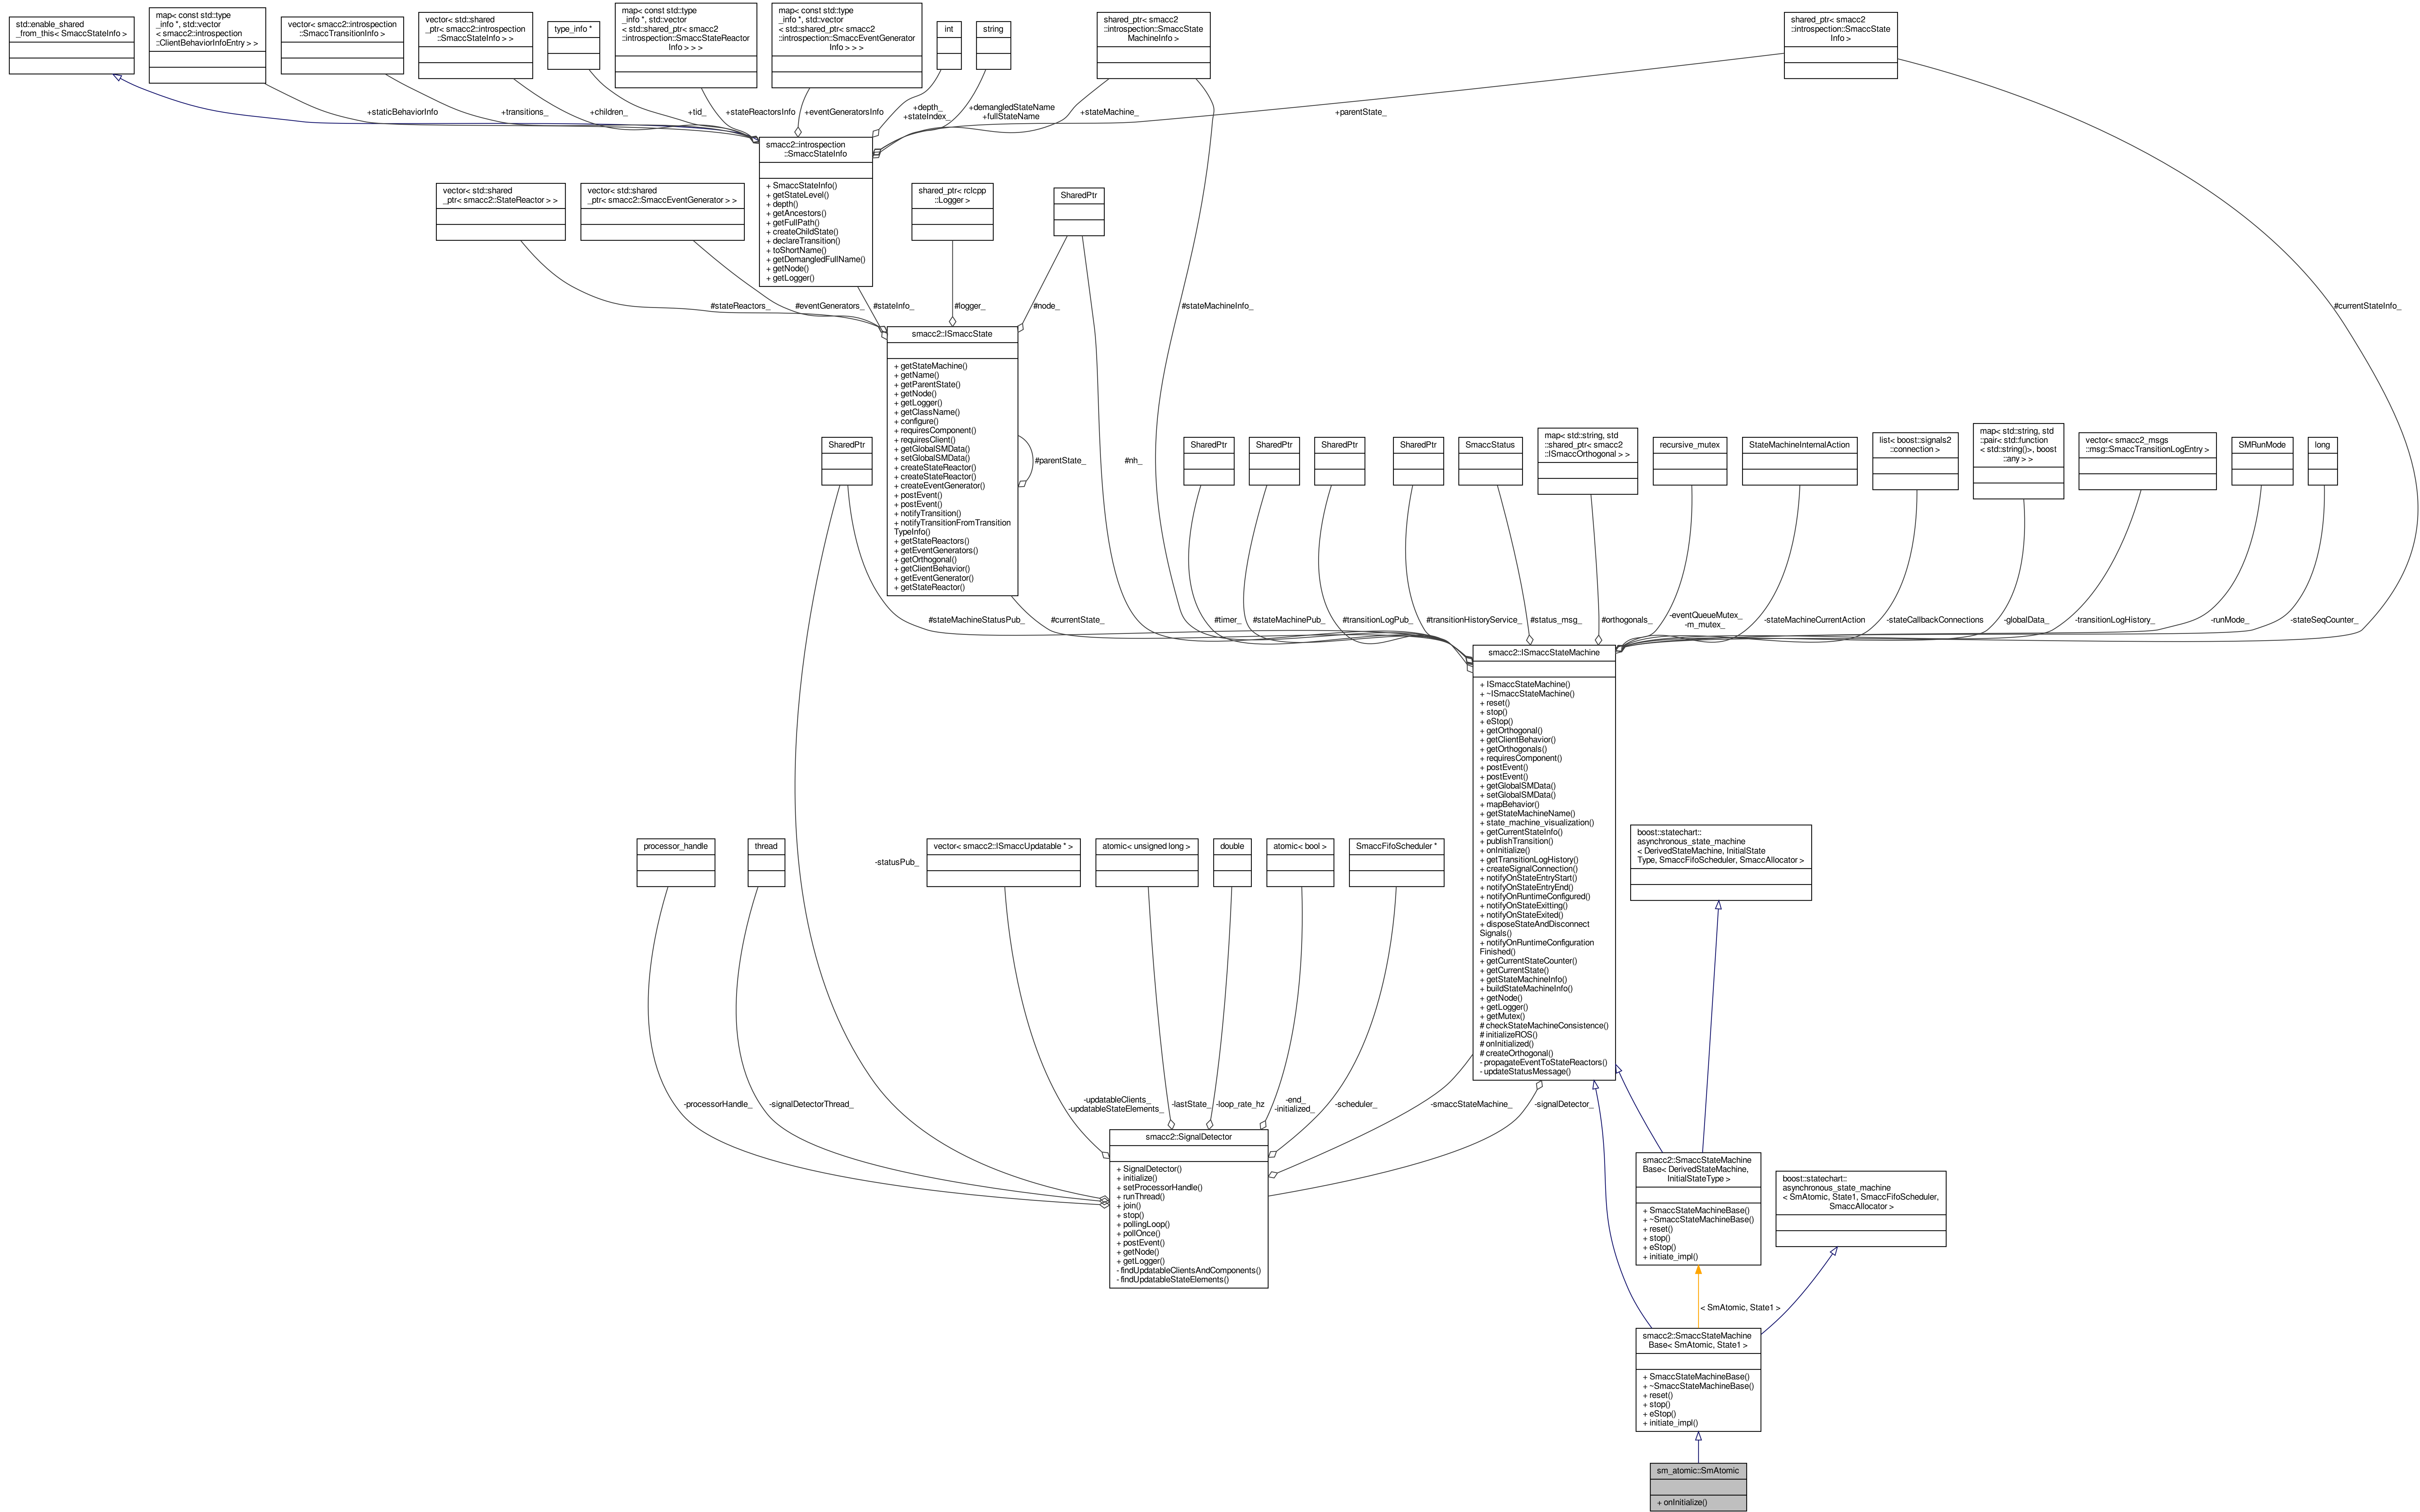 std::enable_shared
_from_this< SmaccStateInfo >
map< const std::type
_info *, std::vector
< smacc2::introspection
::ClientBehaviorInfoEntry > >
vector< smacc2::introspection
::SmaccTransitionInfo >
vector< std::shared
_ptr< smacc2::introspection
::SmaccStateInfo > >
type_info *
map< const std::type
_info *, std::vector
< std::shared_ptr< smacc2
::introspection::SmaccStateReactor
Info > > >
map< const std::type
_info *, std::vector
< std::shared_ptr< smacc2
::introspection::SmaccEventGenerator
Info > > >
int
string
shared_ptr< smacc2
::introspection::SmaccState
MachineInfo >
shared_ptr< smacc2
::introspection::SmaccState
Info >
+staticBehaviorInfo
+transitions_
+children_
+tid_
+stateReactorsInfo
+eventGeneratorsInfo
+depth_
+stateIndex_
+demangledStateName
+fullStateName
+stateMachine_
+parentState_
smacc2::introspection
::SmaccStateInfo
+ SmaccStateInfo()
+ getStateLevel()
+ depth()
+ getAncestors()
+ getFullPath()
+ createChildState()
+ declareTransition()
+ toShortName()
+ getDemangledFullName()
+ getNode()
+ getLogger()
vector< std::shared
_ptr< smacc2::StateReactor > >
vector< std::shared
_ptr< smacc2::SmaccEventGenerator > >
shared_ptr< rclcpp
::Logger >
SharedPtr
#stateReactors_
#eventGenerators_
#stateInfo_
#logger_
#node_
#stateMachineInfo_
#currentStateInfo_
smacc2::ISmaccState
+ getStateMachine()
+ getName()
+ getParentState()
+ getNode()
+ getLogger()
+ getClassName()
+ configure()
+ requiresComponent()
+ requiresClient()
+ getGlobalSMData()
+ setGlobalSMData()
+ createStateReactor()
+ createStateReactor()
+ createEventGenerator()
+ postEvent()
+ postEvent()
+ notifyTransition()
+ notifyTransitionFromTransition
TypeInfo()
+ getStateReactors()
+ getEventGenerators()
+ getOrthogonal()
+ getClientBehavior()
+ getEventGenerator()
+ getStateReactor()
#parentState_
#nh_
SharedPtr
SharedPtr
SharedPtr
SharedPtr
SharedPtr
SmaccStatus
map< std::string, std
::shared_ptr< smacc2
::ISmaccOrthogonal > >
recursive_mutex
StateMachineInternalAction
list< boost::signals2
::connection >
map< std::string, std
::pair< std::function
< std::string()>, boost
::any > >
vector< smacc2_msgs
::msg::SmaccTransitionLogEntry >
SMRunMode
long
#stateMachineStatusPub_
#currentState_
#timer_
#stateMachinePub_
#transitionLogPub_
#transitionHistoryService_
#status_msg_
#orthogonals_
-eventQueueMutex_
-m_mutex_
-stateMachineCurrentAction
-stateCallbackConnections
-globalData_
-transitionLogHistory_
-runMode_
-stateSeqCounter_
smacc2::ISmaccStateMachine
+ ISmaccStateMachine()
+ ~ISmaccStateMachine()
+ reset()
+ stop()
+ eStop()
+ getOrthogonal()
+ getClientBehavior()
+ getOrthogonals()
+ requiresComponent()
+ postEvent()
+ postEvent()
+ getGlobalSMData()
+ setGlobalSMData()
+ mapBehavior()
+ getStateMachineName()
+ state_machine_visualization()
+ getCurrentStateInfo()
+ publishTransition()
+ onInitialize()
+ getTransitionLogHistory()
+ createSignalConnection()
+ notifyOnStateEntryStart()
+ notifyOnStateEntryEnd()
+ notifyOnRuntimeConfigured()
+ notifyOnStateExitting()
+ notifyOnStateExited()
+ disposeStateAndDisconnect
Signals()
+ notifyOnRuntimeConfiguration
Finished()
+ getCurrentStateCounter()
+ getCurrentState()
+ getStateMachineInfo()
+ buildStateMachineInfo()
+ getNode()
+ getLogger()
+ getMutex()
# checkStateMachineConsistence()
# initializeROS()
# onInitialized()
# createOrthogonal()
- propagateEventToStateReactors()
- updateStatusMessage()
processor_handle
thread
-statusPub_
vector< smacc2::ISmaccUpdatable * >
atomic< unsigned long >
double
atomic< bool >
SmaccFifoScheduler *
boost::statechart::
asynchronous_state_machine
< DerivedStateMachine, InitialState
Type, SmaccFifoScheduler, SmaccAllocator >
-processorHandle_
-signalDetectorThread_
-updatableClients_
-updatableStateElements_
-lastState_
-loop_rate_hz
-end_
-initialized_
-scheduler_
-smaccStateMachine_
-signalDetector_
smacc2::SignalDetector
+ SignalDetector()
+ initialize()
+ setProcessorHandle()
+ runThread()
+ join()
+ stop()
+ pollingLoop()
+ pollOnce()
+ postEvent()
+ getNode()
+ getLogger()
- findUpdatableClientsAndComponents()
- findUpdatableStateElements()
smacc2::SmaccStateMachine
Base< DerivedStateMachine,
InitialStateType >
+ SmaccStateMachineBase()
+ ~SmaccStateMachineBase()
+ reset()
+ stop()
+ eStop()
+ initiate_impl()
boost::statechart::
asynchronous_state_machine
< SmAtomic, State1, SmaccFifoScheduler,
SmaccAllocator >
< SmAtomic, State1 >
smacc2::SmaccStateMachine
Base< SmAtomic, State1 >
+ SmaccStateMachineBase()
+ ~SmaccStateMachineBase()
+ reset()
+ stop()
+ eStop()
+ initiate_impl()
sm_atomic::SmAtomic
+ onInitialize()